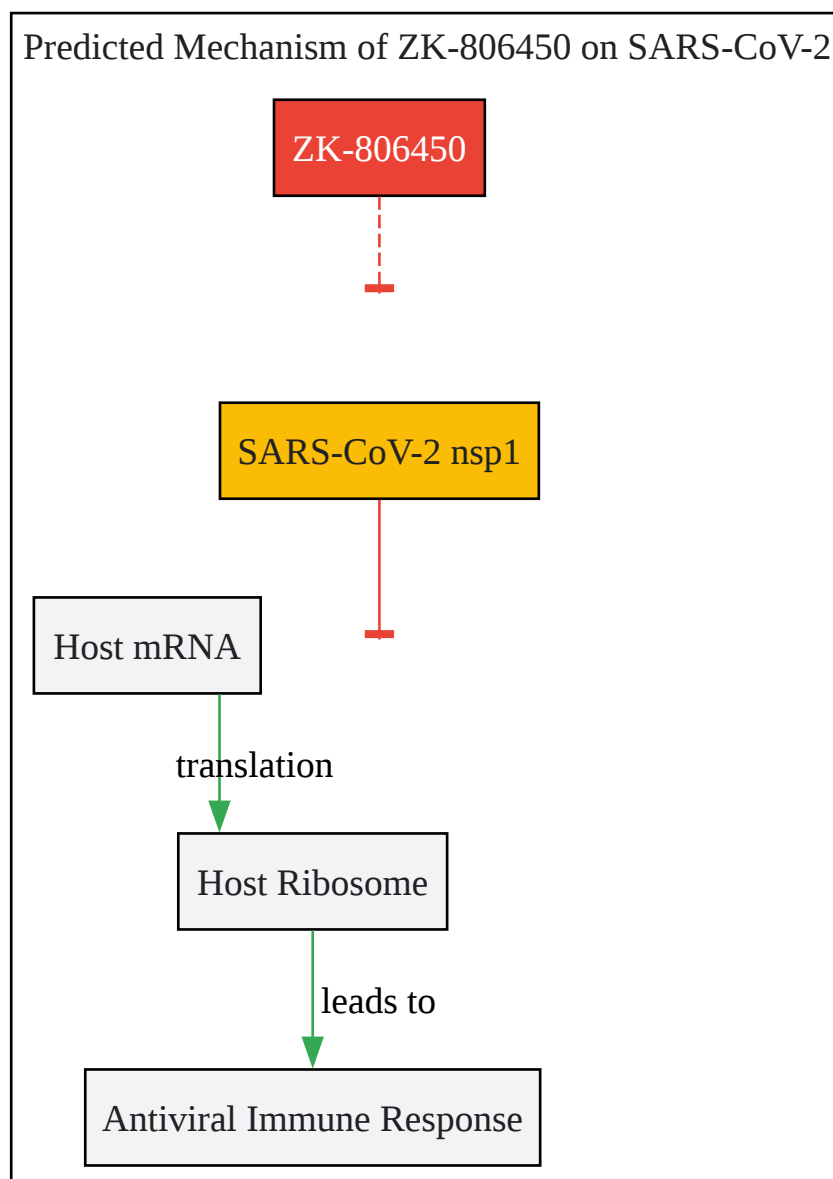 Predicted Mechanism of ZK-806450 on SARS-CoV-2
ZK-806450
SARS-CoV-2 nsp1
Host mRNA
translation
Host Ribosome
leads to
Antiviral Immune Response